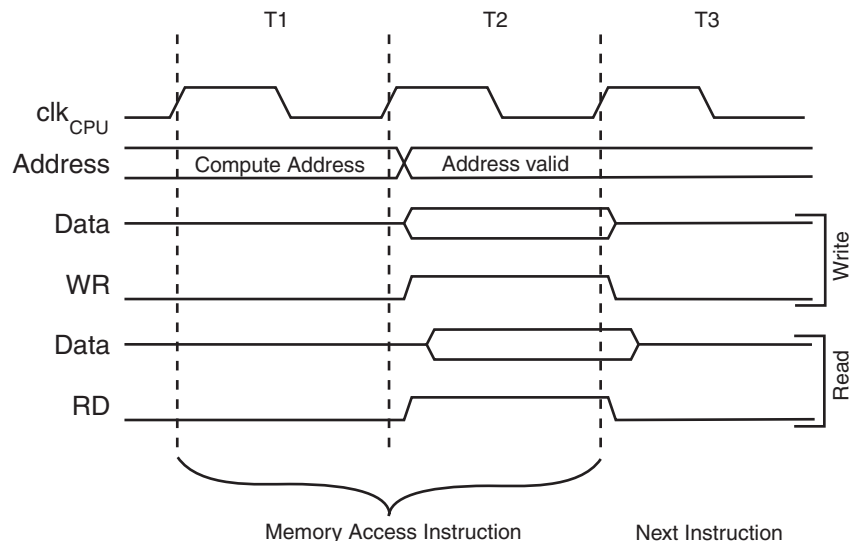 T1 T2 T3
clkCPU
Address Compute Address Address valid
Data
WR
Write
Data
RD
Read
Memory Access Instruction Next Instruction